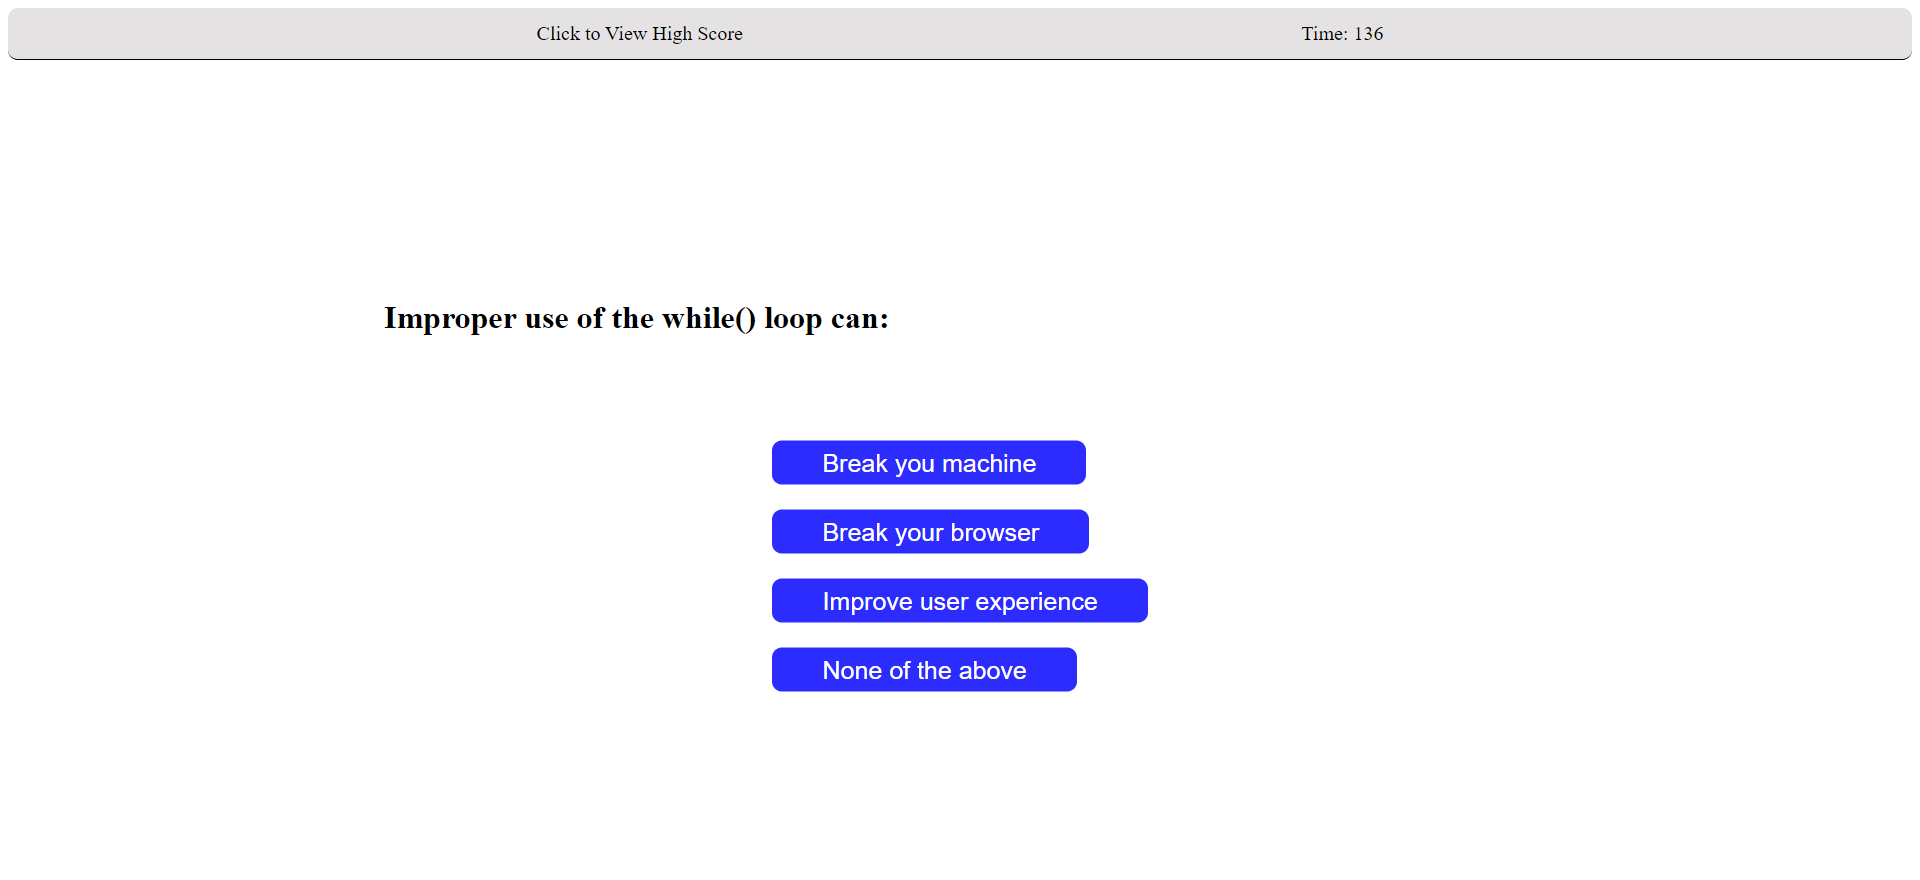 Click to View High Score
Time: 136
Improper use of the while() loop can:
Break you machine
Break your browser
Improve user experience
None of the above